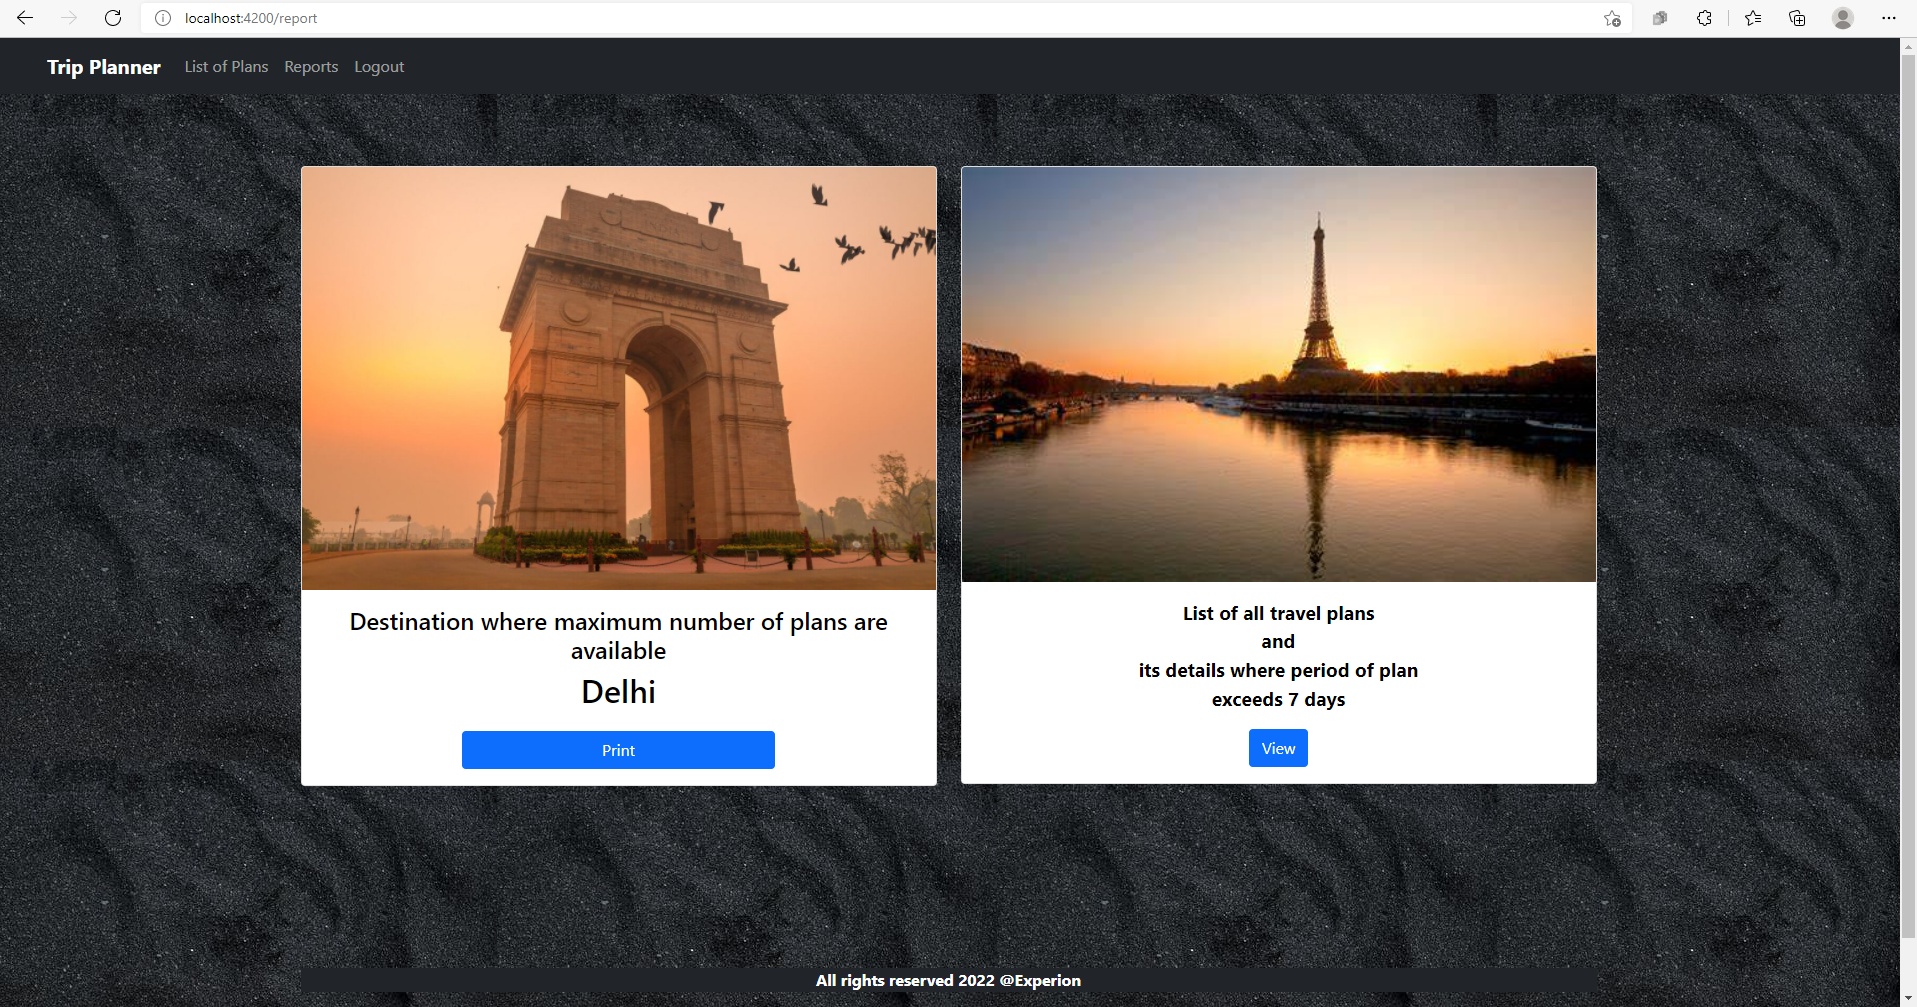 localhost:4200/report
Trip Planner List of Plans Reports Logout
Destination where maximum number of plans are
available
Delhi
Print
List of all travel plans
and
its details where period of plan
exceeds 7 days
View
All rights reserved 2022 @Experion